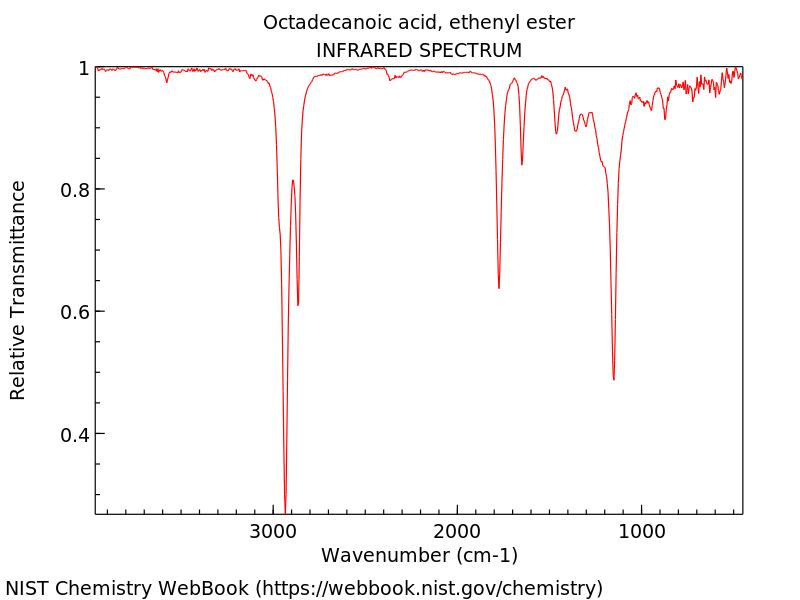 Octadecanoic acid, ethenyl ester
INFRARED SPECTRUM
1
0.8
0.6
0.4
Relative Transmittance
3000
2000
1000
Wavenumber (cm-1)
NIST Chemistry WebBook (https://webbook.nist.gov/chemistry)